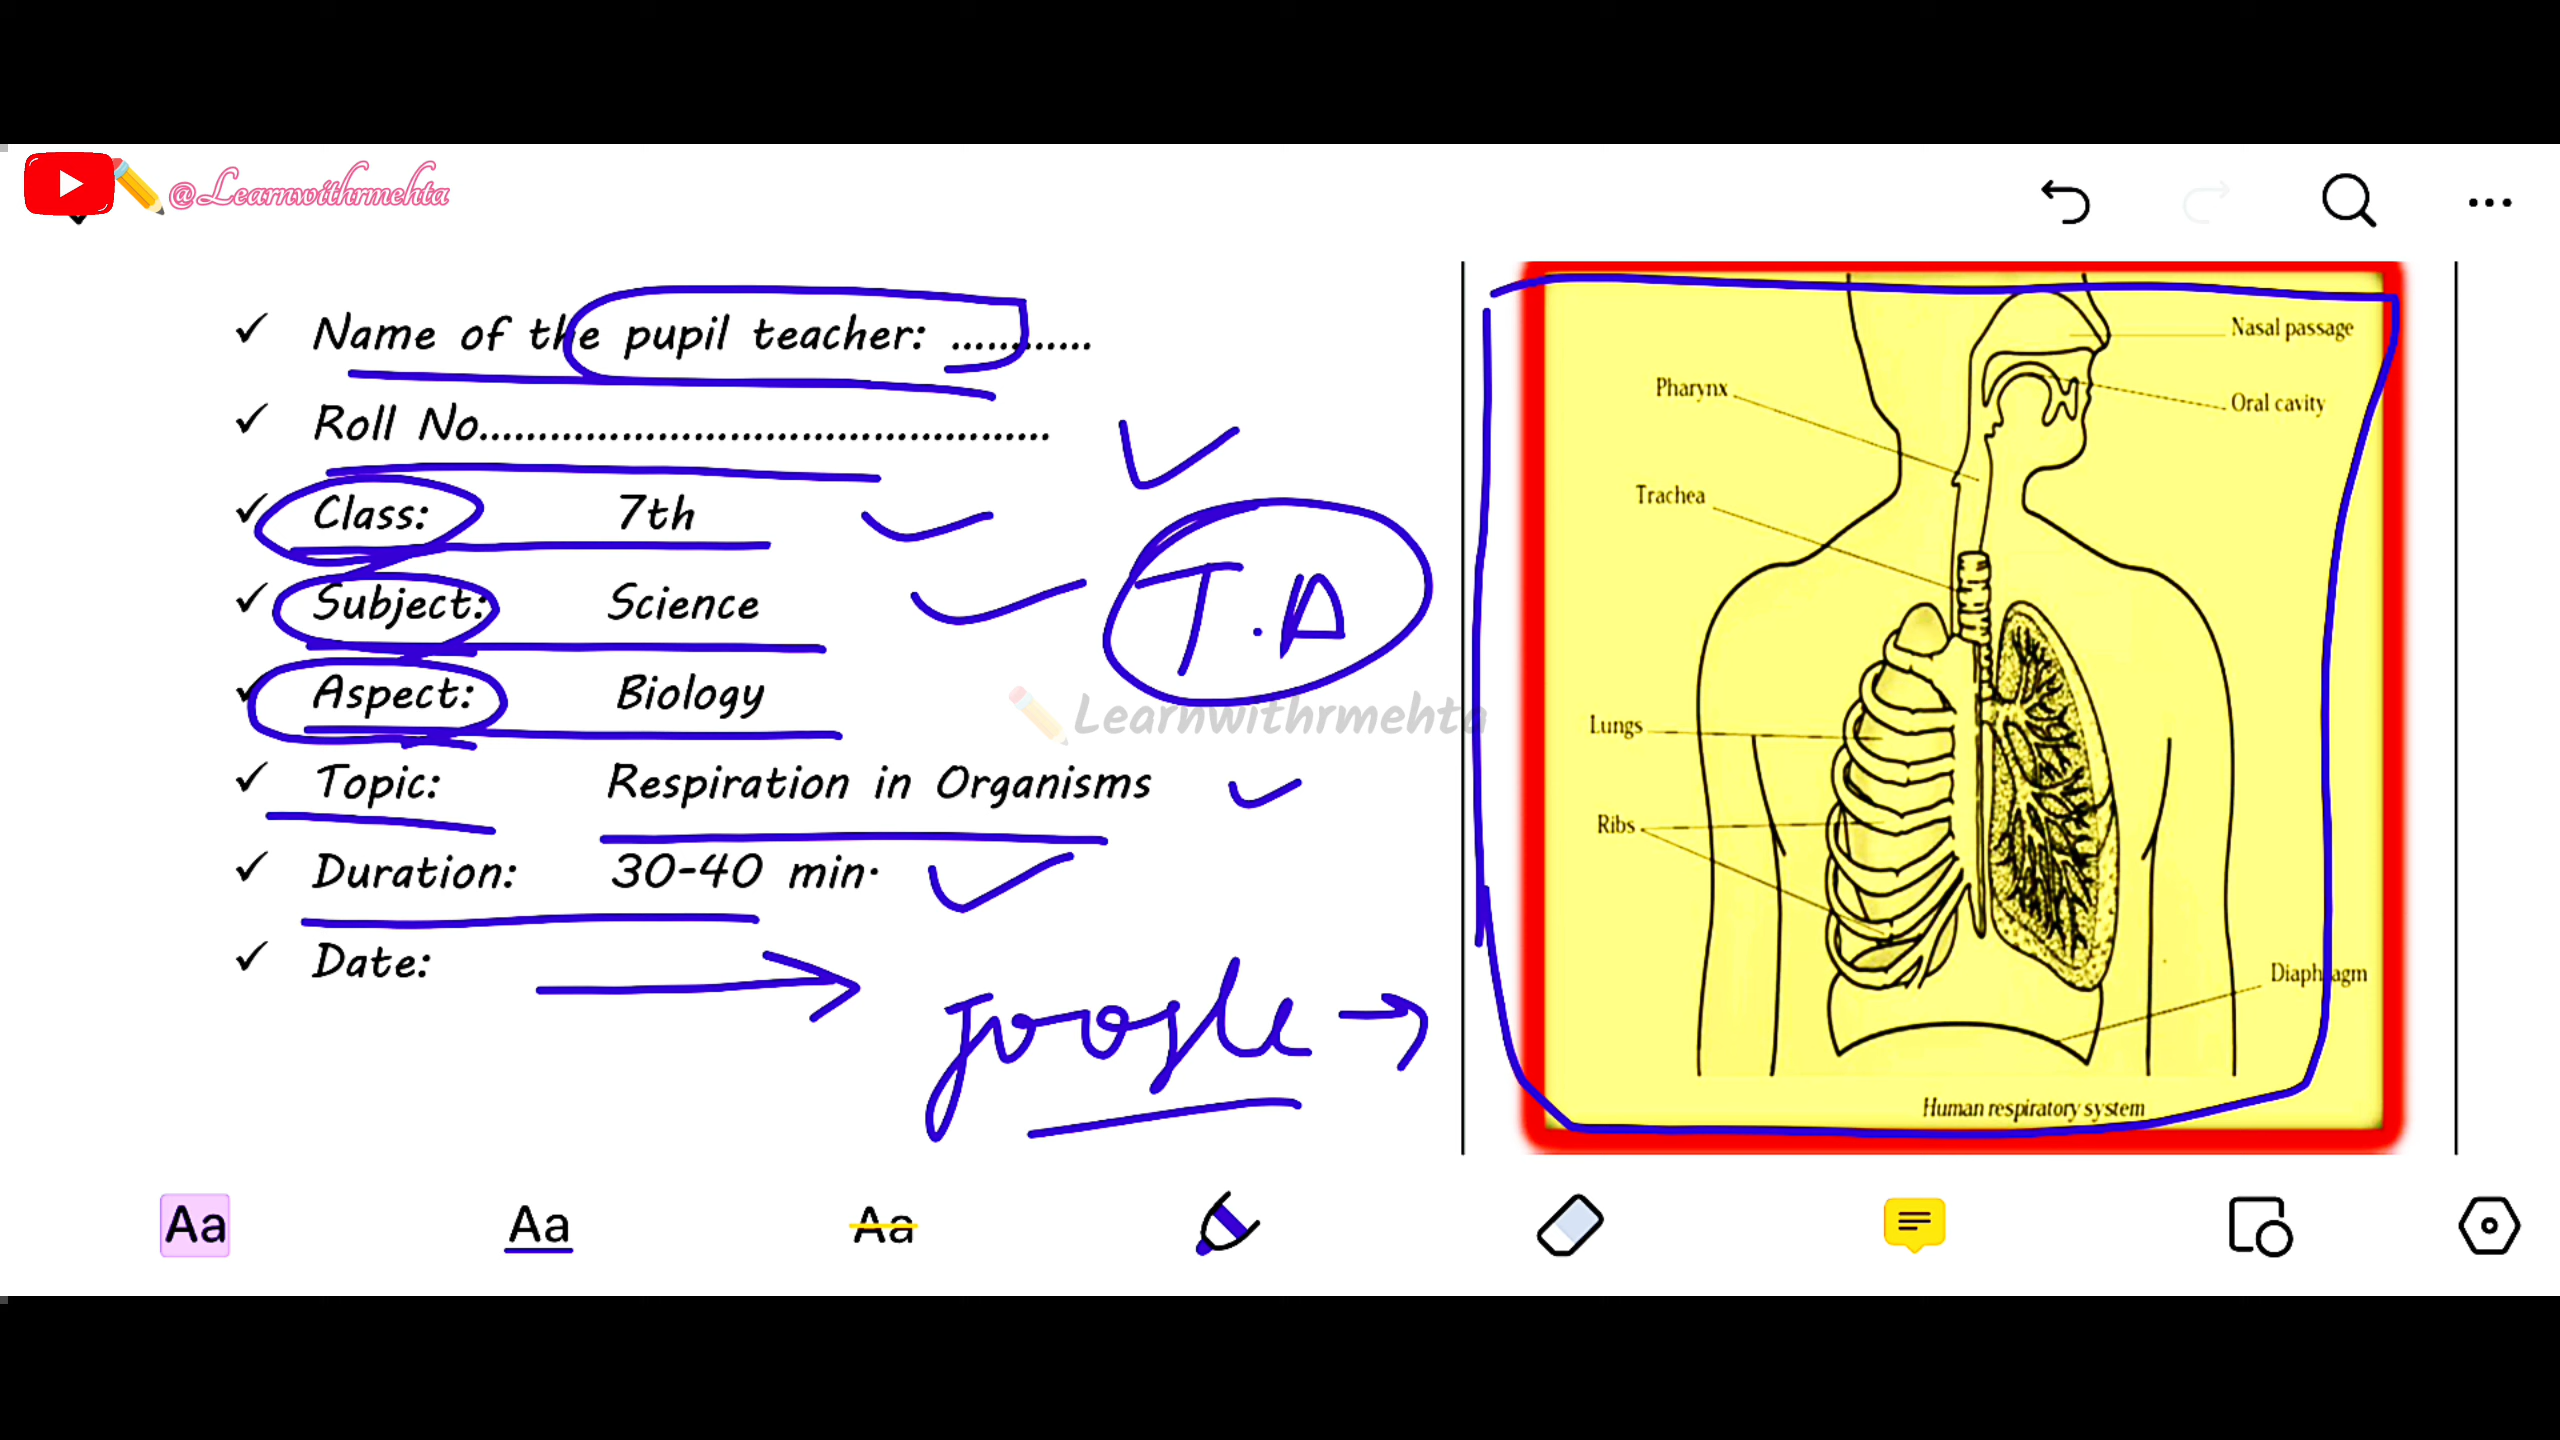 @Learnwithrmehta
Name of the pupil teacher: ............
Roll No.................................................
Class: 7th
Subject: Science
T.A
Aspect: Biology
Learnwithrmehta
Topic: Respiration in Organisms
Duration: 30-40 min.
Date:
google
Nasal passage
Pharynx
Oral cavity
Trachea
Lungs
Ribs
Diaphragm
Human respiratory system
Aa
Aa
Aa